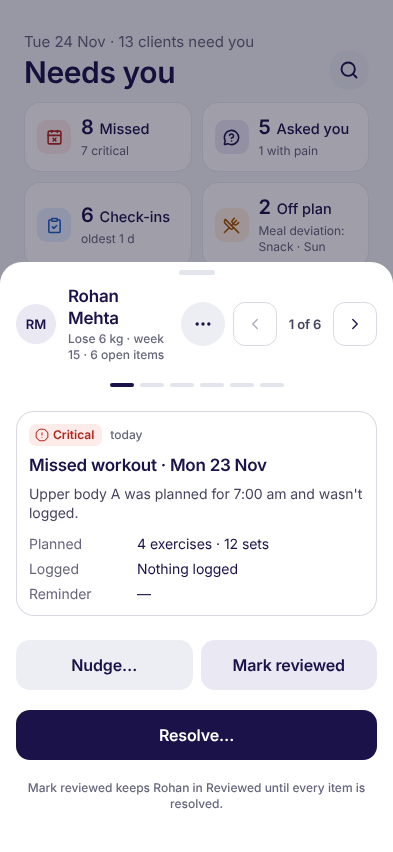 Tue 24 Nov · 13 clients need you
Needs you
8 Missed
7 critical
5 Asked you
1 with pain
6 Check-ins
oldest 1 d
2 Off plan
Meal deviation:
Snack · Sun
RM
Rohan
Mehta
Lose 6 kg · week
15 · 6 open items
1 of 6
Critical today
Missed workout · Mon 23 Nov
Upper body A was planned for 7:00 am and wasn't
logged.
Planned 4 exercises · 12 sets
Logged Nothing logged
Reminder —
Nudge...
Mark reviewed
Resolve...
Mark reviewed keeps Rohan in Reviewed until every item is
resolved.